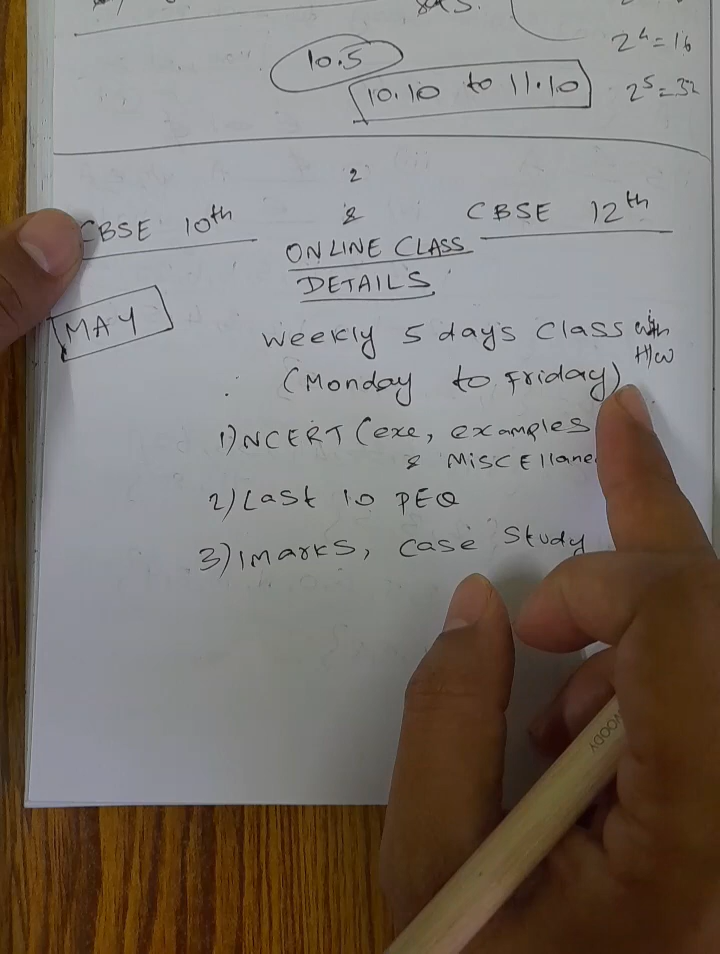 2⁴=16
10.5
10.10 to 11.10
2⁵=32
2
CBSE 10th & CBSE 12th
ONLINE CLASS
DETAILS
MAY
Weekly 5 days Class with
H/W
(Monday to Friday)
1) NCERT (exe, examples
& Miscellane
2) Last 10 PEQ
3) 1marks, Case Study
WOODY